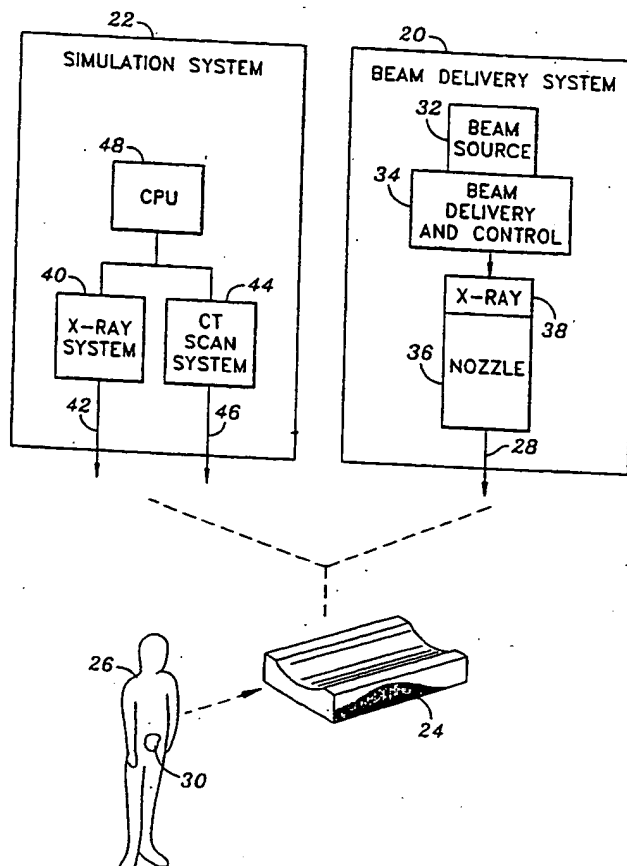 22
SIMULATION SYSTEM
48
CPU
40
X-RAY
SYSTEM
44
CT
SCAN
SYSTEM
42
46
20
BEAM DELIVERY SYSTEM
32
BEAM
SOURCE
34
BEAM
DELIVERY
AND CONTROL
X-RAY
38
36
NOZZLE
28
26
30
24